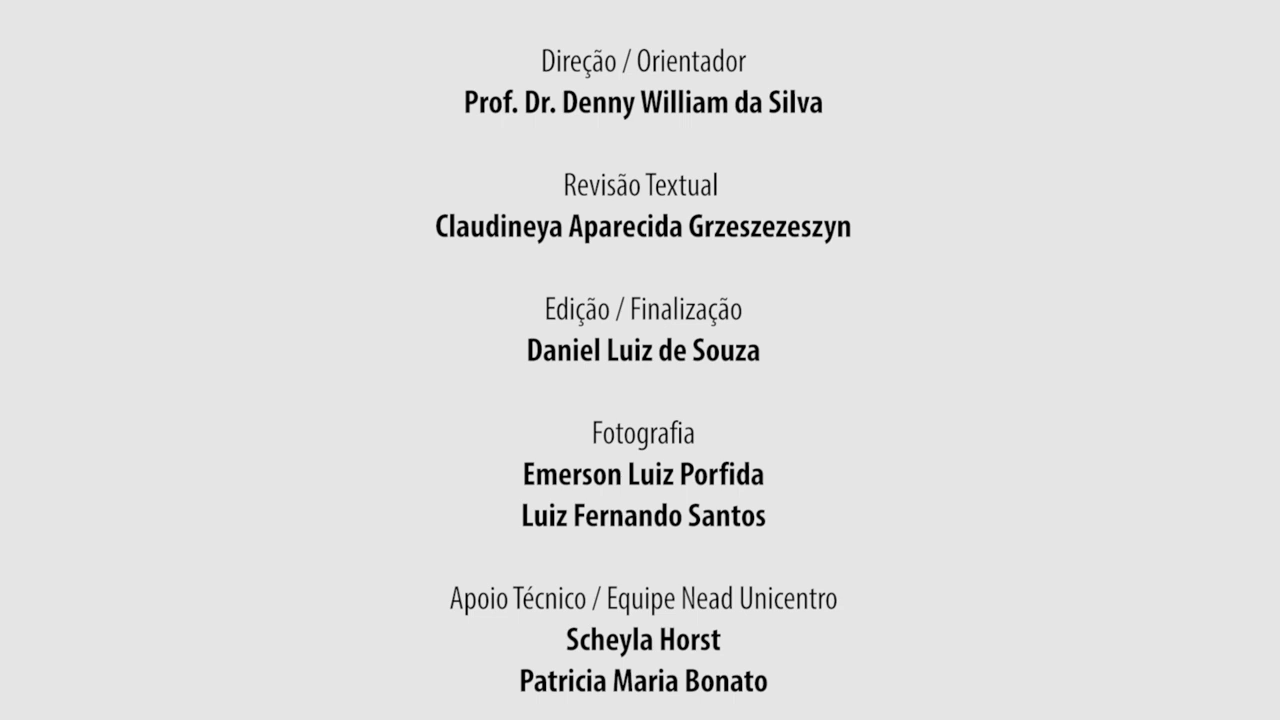 Direção / Orientador
Prof. Dr. Denny William da Silva
Revisão Textual
Claudineya Aparecida Grzeszezeszyn
Edição / Finalização
Daniel Luiz de Souza
Fotografia
Emerson Luiz Porfida
Luiz Fernando Santos
Apoio Técnico / Equipe Nead Unicentro
Scheyla Horst
Patricia Maria Bonato